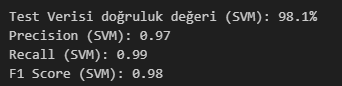 Test Verisi doğruluk değeri (SVM): 98.1%
Precision (SVM): 0.97
Recall (SVM): 0.99
F1 Score (SVM): 0.98